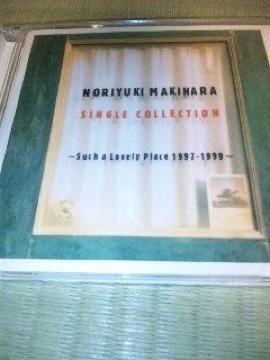 NORIYUKI MAKIHARA
SINGLE COLLECTION
~Such a Lovely Place 1997-1999~